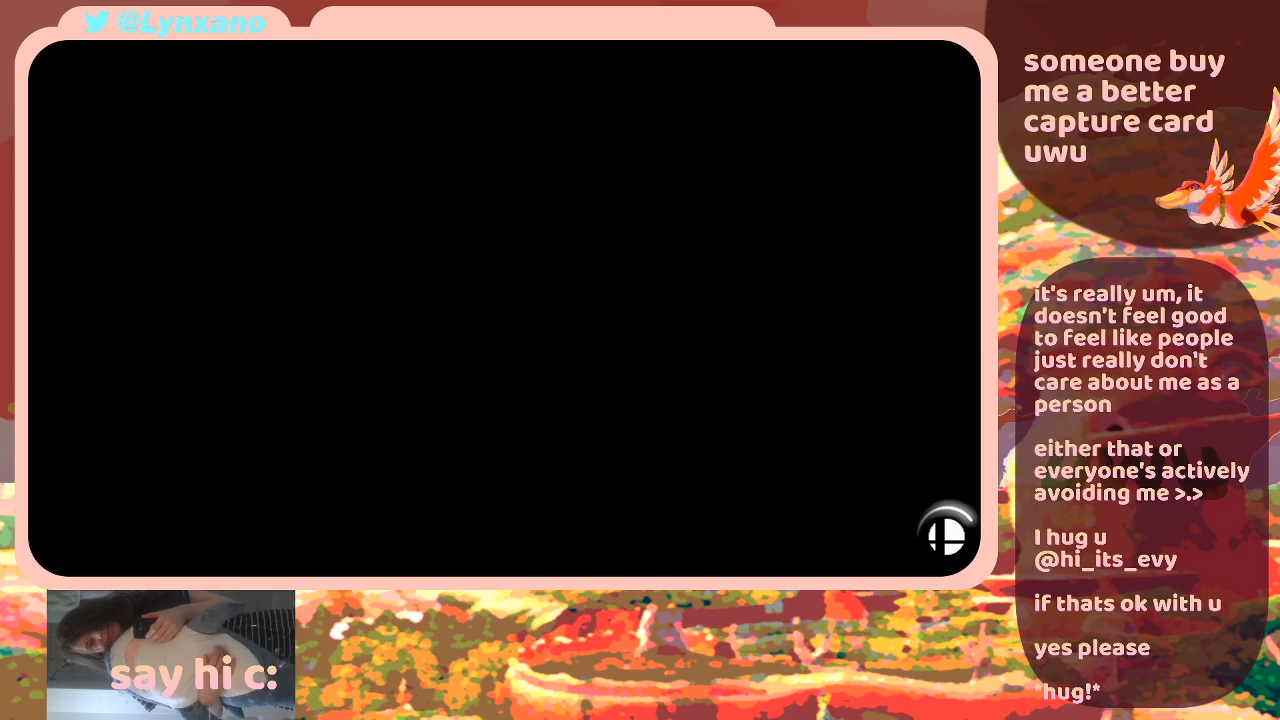 @Lynxano
someone buy
me a better
capture card
uwu
it's really um, it
doesn't feel good
to feel like people
just really don't
care about me as a
person
either that or
everyone's actively
avoiding me >.>
I hug u
@hi_its_evy
if thats ok with u
yes please
*hug!*
say hi c: